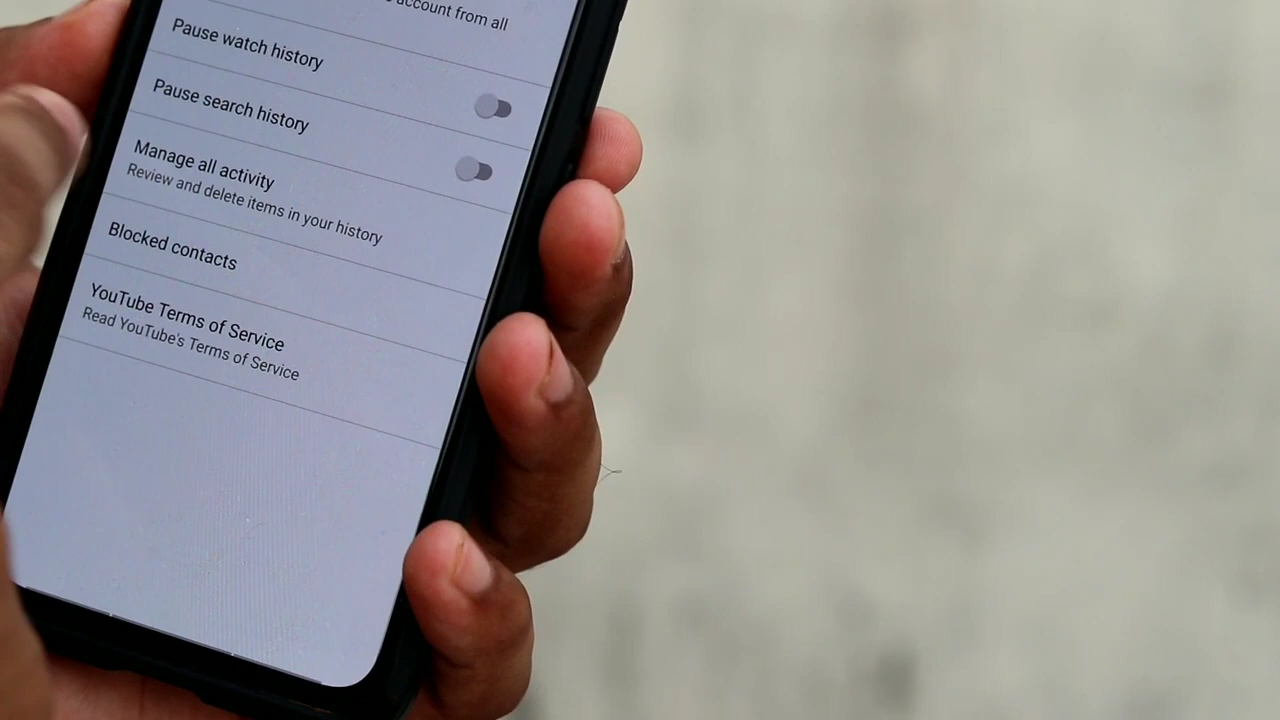 account from all
Pause watch history
Pause search history
Manage all activity
Review and delete items in your history
Blocked contacts
YouTube Terms of Service
Read YouTube's Terms of Service